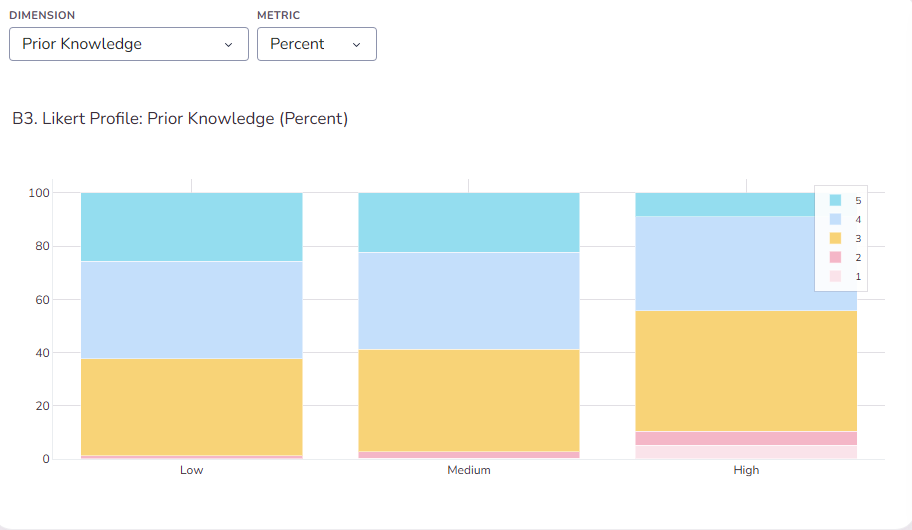 DIMENSION METRIC
Prior Knowledge Percent
B3. Likert Profile: Prior Knowledge (Percent)
100
80
60
40
20
0
Low Medium High
5
4
3
2
1